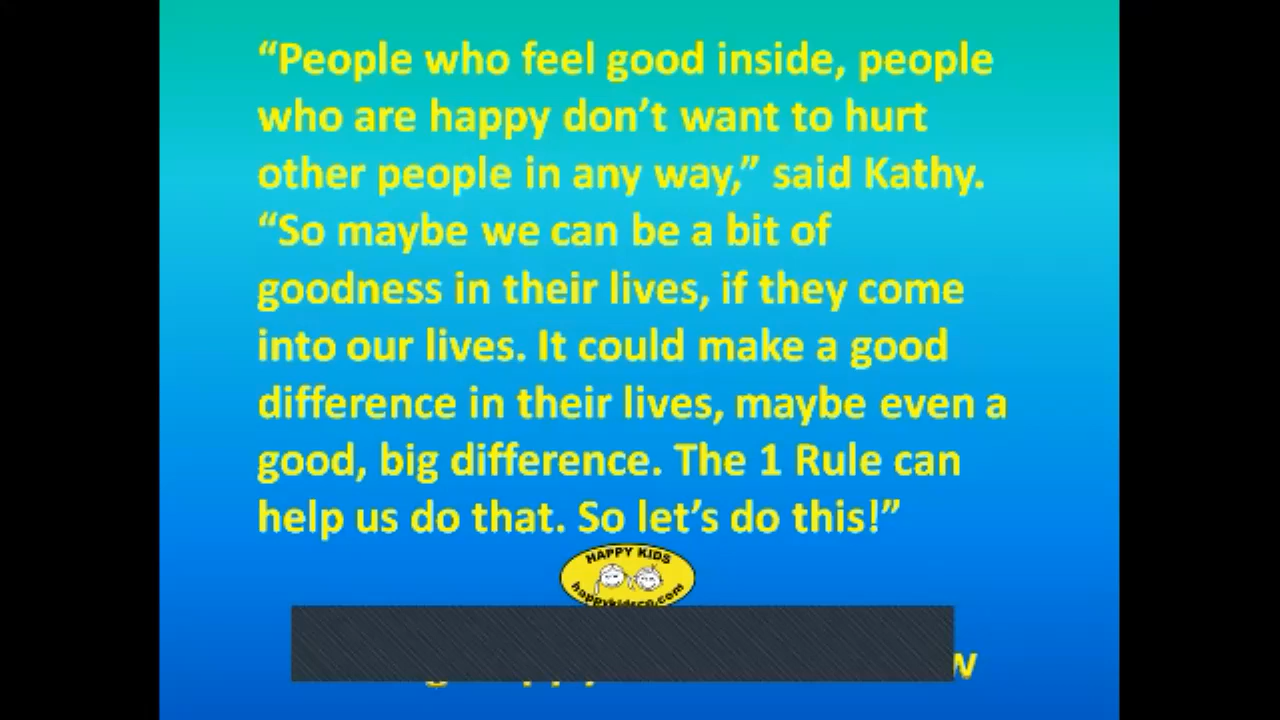 “People who feel good inside, people
who are happy don’t want to hurt
other people in any way,” said Kathy.
“So maybe we can be a bit of
goodness in their lives, if they come
into our lives. It could make a good
difference in their lives, maybe even a
good, big difference. The 1 Rule can
help us do that. So let’s do this!”
HAPPY KIDS